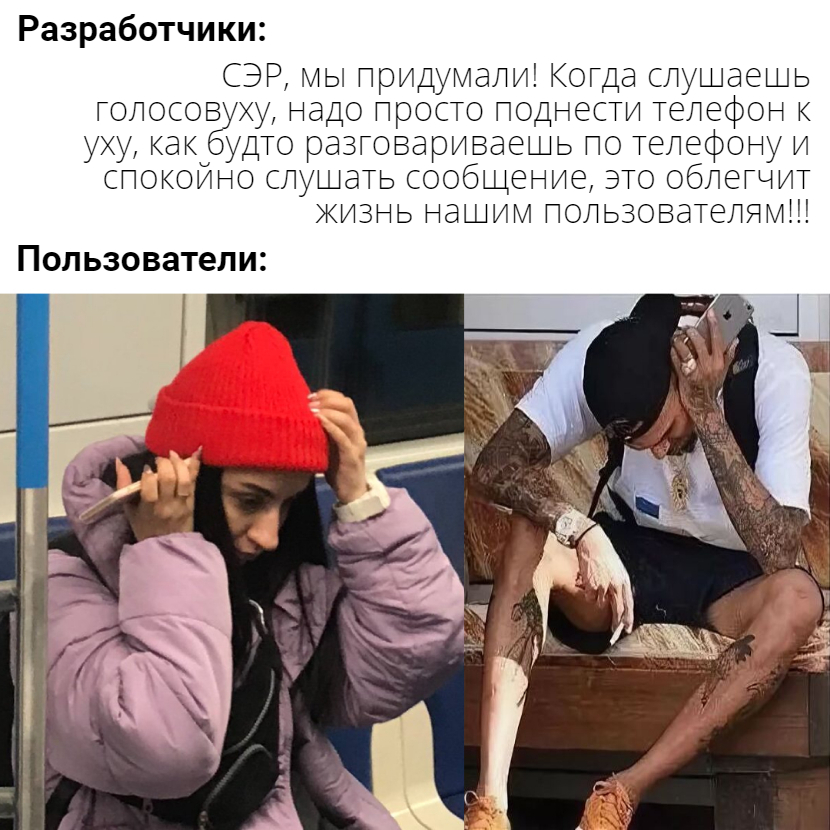 Разработчики:
СЭР, мы придумали! Когда слушаешь
голосовуху, надо просто поднести телефон к
уху, как будто разговариваешь по телефону и
спокойно слушать сообщение, это облегчит
жизнь нашим пользователям!!!
Пользователи: